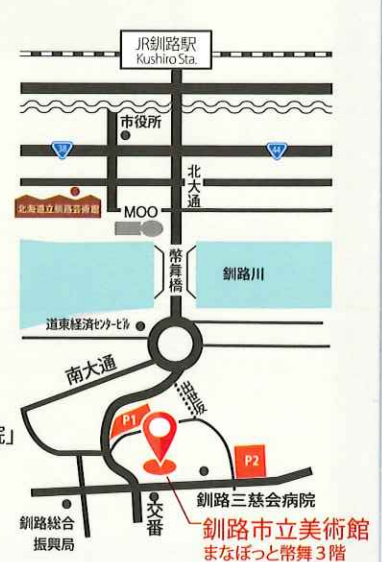 JR釧路駅
Kushiro Sta.
市役所
38
44
北大通
北海道立釧路芸術館
MOO
幣舞橋
釧路川
道東経済センタービル
南大通
出世坂
院」
P1
P2
釧路三慈会病院
交番
釧路総合
振興局
釧路市立美術館
まなぼっと幣舞3階